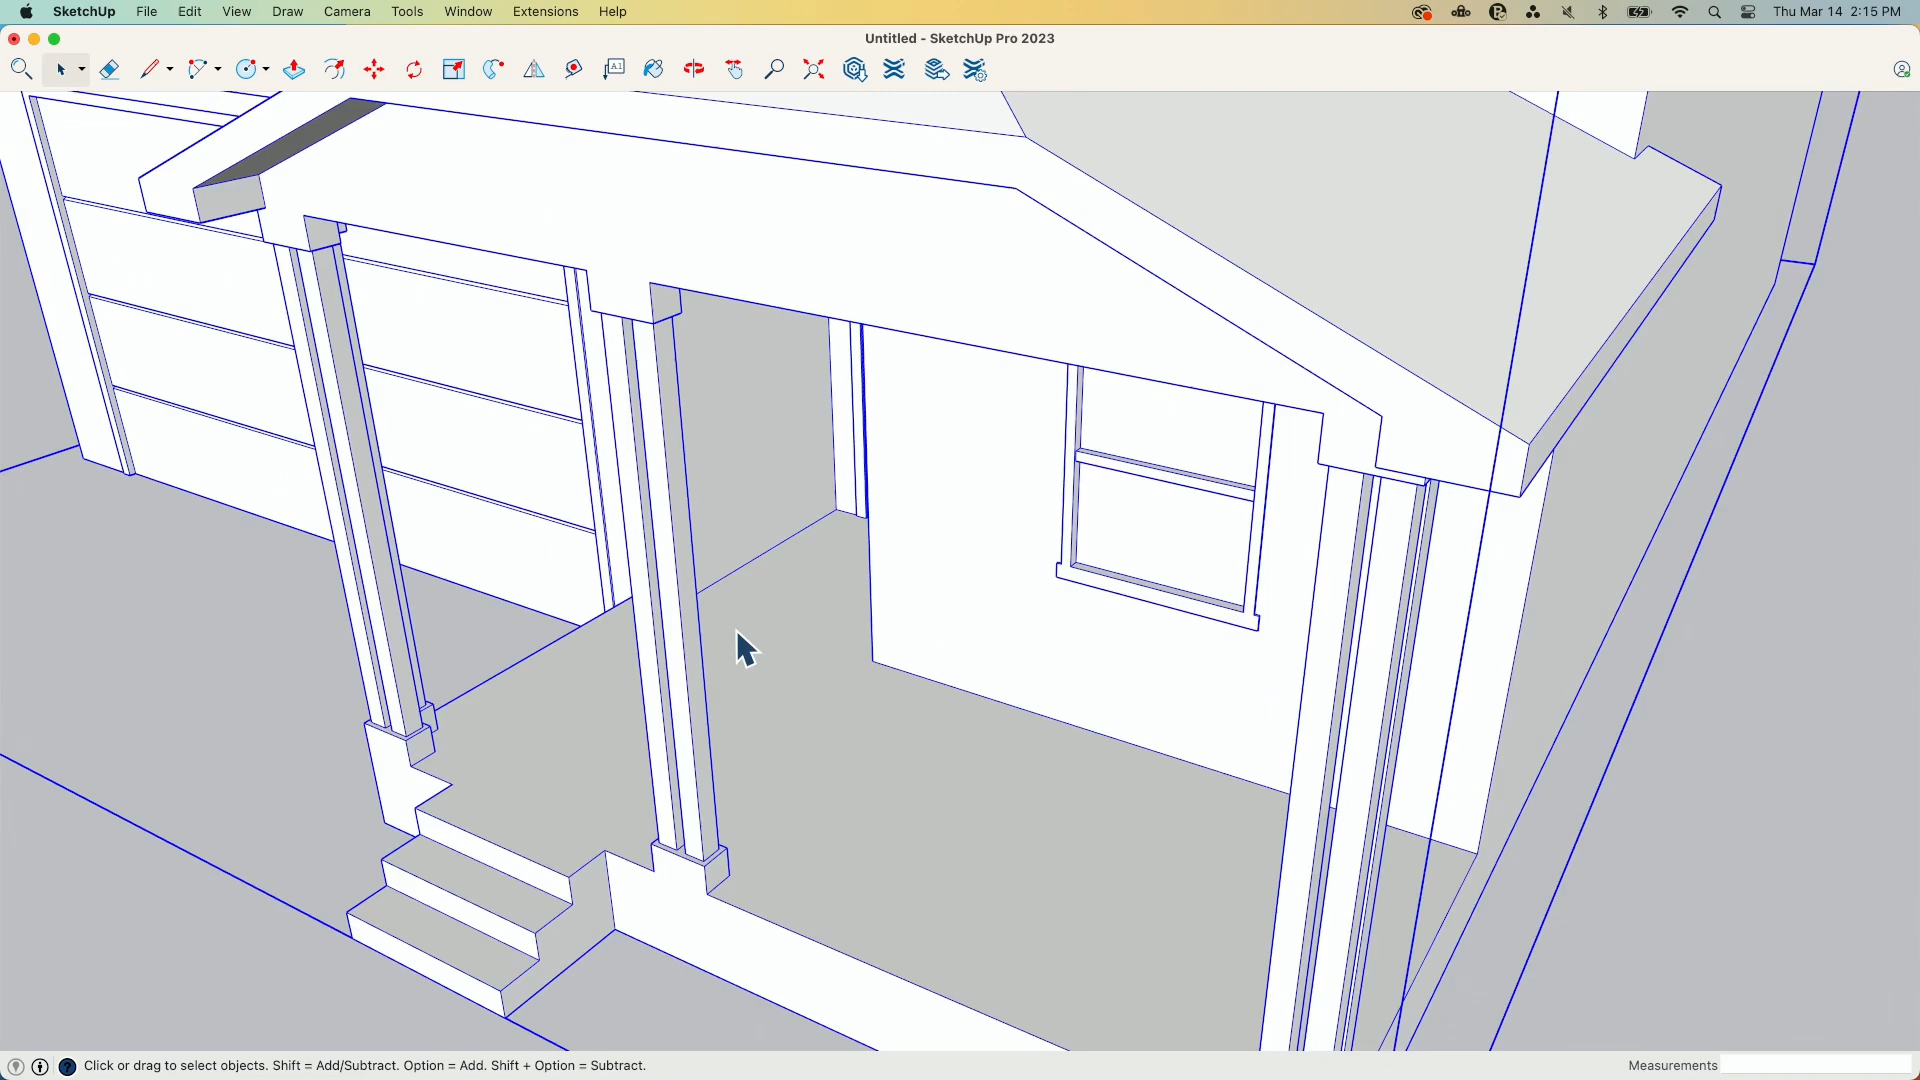 SketchUp File Edit View Draw Camera Tools Window Extensions Help Thu Mar 14 2:15 PM
Untitled - SketchUp Pro 2023
A1
Click or drag to select objects. Shift = Add/Subtract. Option = Add. Shift + Option = Subtract. Measurements